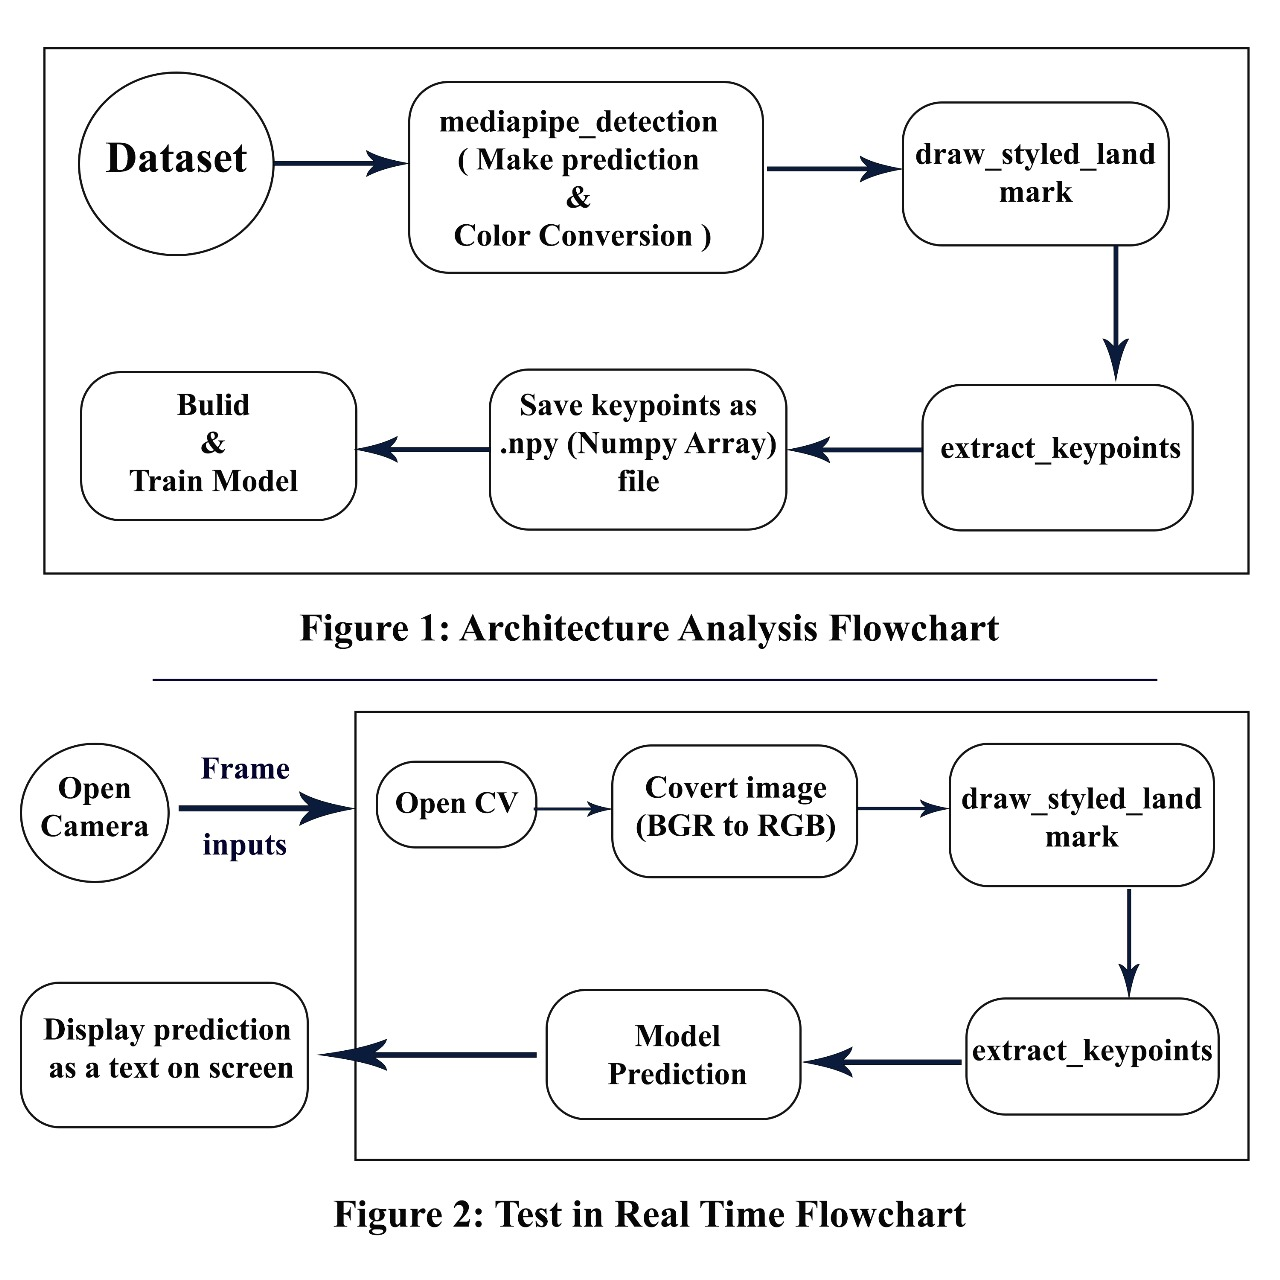 Dataset
mediapipe_detection
( Make prediction
&
Color Conversion )
draw_styled_land
mark
Bulid
&
Train Model
Save keypoints as
.npy (Numpy Array)
file
extract_keypoints
Figure 1: Architecture Analysis Flowchart
Open
Camera
Frame
inputs
Open CV
Covert image
(BGR to RGB)
draw_styled_land
mark
Display prediction
as a text on screen
Model
Prediction
extract_keypoints
Figure 2: Test in Real Time Flowchart